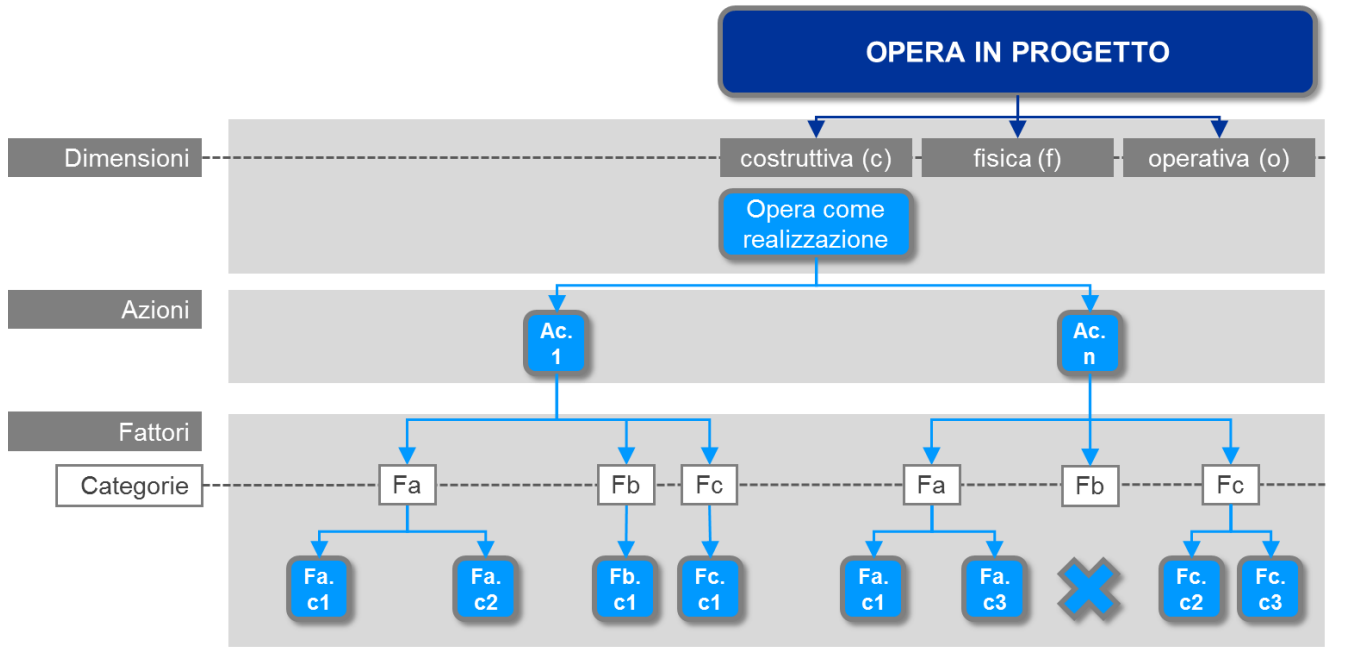 OPERA IN PROGETTO
Dimensioni
costruttiva (c)
fisica (f)
operativa (o)
Opera come
realizzazione
Azioni
Ac.
1
Ac.
n
Fattori
Categorie
Fa
Fb
Fc
Fa
Fb
Fc
Fa.
c1
Fa.
c2
Fb.
c1
Fc.
c1
Fa.
c1
Fa.
c3
Fc.
c2
Fc.
c3